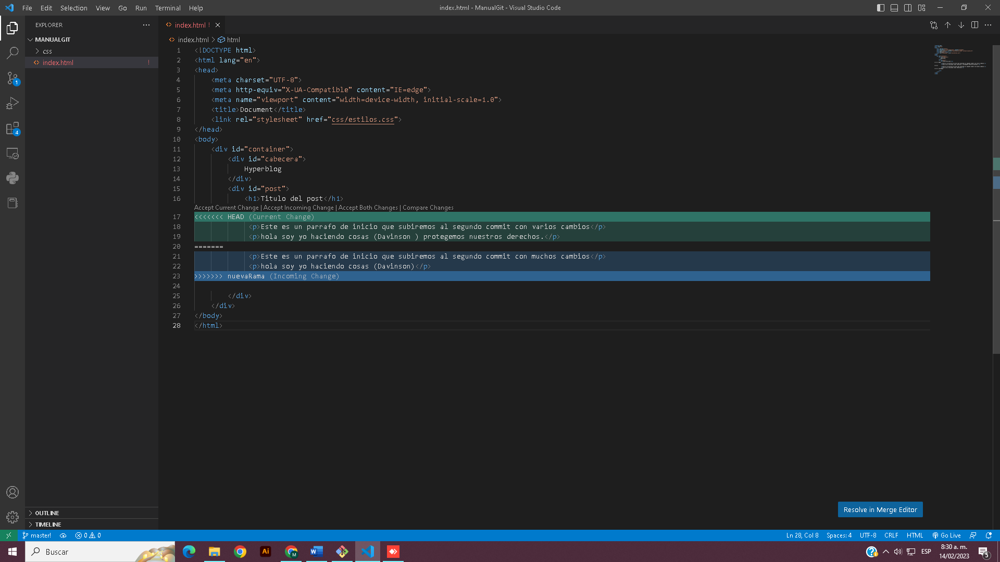 File Edit Selection View Go Run Terminal Help
index.html - ManualGit - Visual Studio Code
EXPLORER
MANUALGIT
css
index.html !
1
4
OUTLINE
TIMELINE
index.html !
index.html > html
1 <!DOCTYPE html>
2 <html lang="en">
3 <head>
4 <meta charset="UTF-8">
5 <meta http-equiv="X-UA-Compatible" content="IE=edge">
6 <meta name="viewport" content="width=device-width, initial-scale=1.0">
7 <title>Document</title>
8 <link rel="stylesheet" href="css/estilos.css">
9 </head>
10 <body>
11 <div id="container">
12 <div id="cabecera">
13 Hyperblog
14 </div>
15 <div id="post">
16 <h1>Titulo del post</h1>
Accept Current Change | Accept Incoming Change | Accept Both Changes | Compare Changes
17 <<<<<<< HEAD (Current Change)
18 <p>Este es un parrafo de inicio que subiremos al segundo commit con varios cambios</p>
19 <p>hola soy yo haciendo cosas (Davinson ) protegemos nuestros derechos.</p>
20 =======
21 <p>Este es un parrafo de inicio que subiremos al segundo commit con muchos cambios</p>
22 <p>hola soy yo haciendo cosas (Davinson)</p>
23 >>>>>>> nuevaRama (Incoming Change)
24
25 </div>
26 </div>
27 </body>
28 </html>
Resolve in Merge Editor
master! 0 0
Ln 28, Col 8 Spaces: 4 UTF-8 CRLF HTML Go Live
Buscar
Ai
M
W
ESP
8:30 a. m.
14/02/2023
5